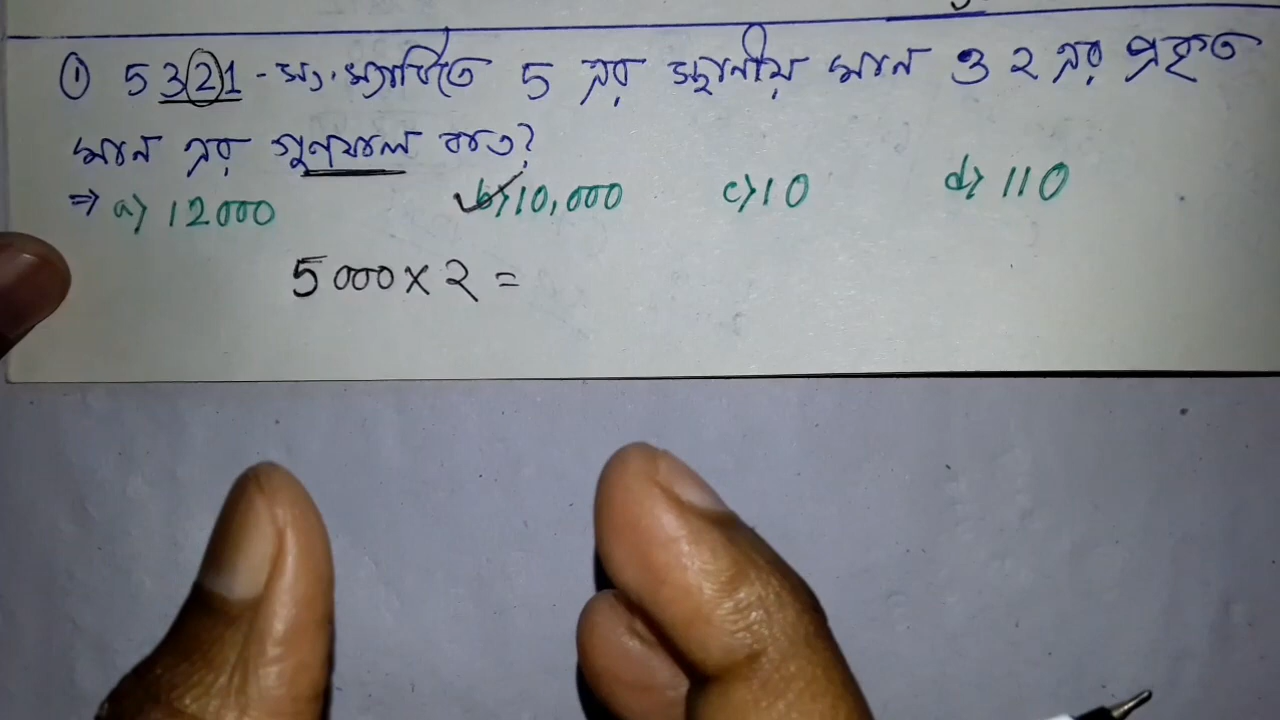 ① 5321 - সংখ্যাটিতে 5 এর স্থানীয় মান ও 2 এর প্রকৃত
মান এর গুণফল কত?
⇒ a) 12000 b) 10,000 c) 10 d) 110
5000 × 2 =